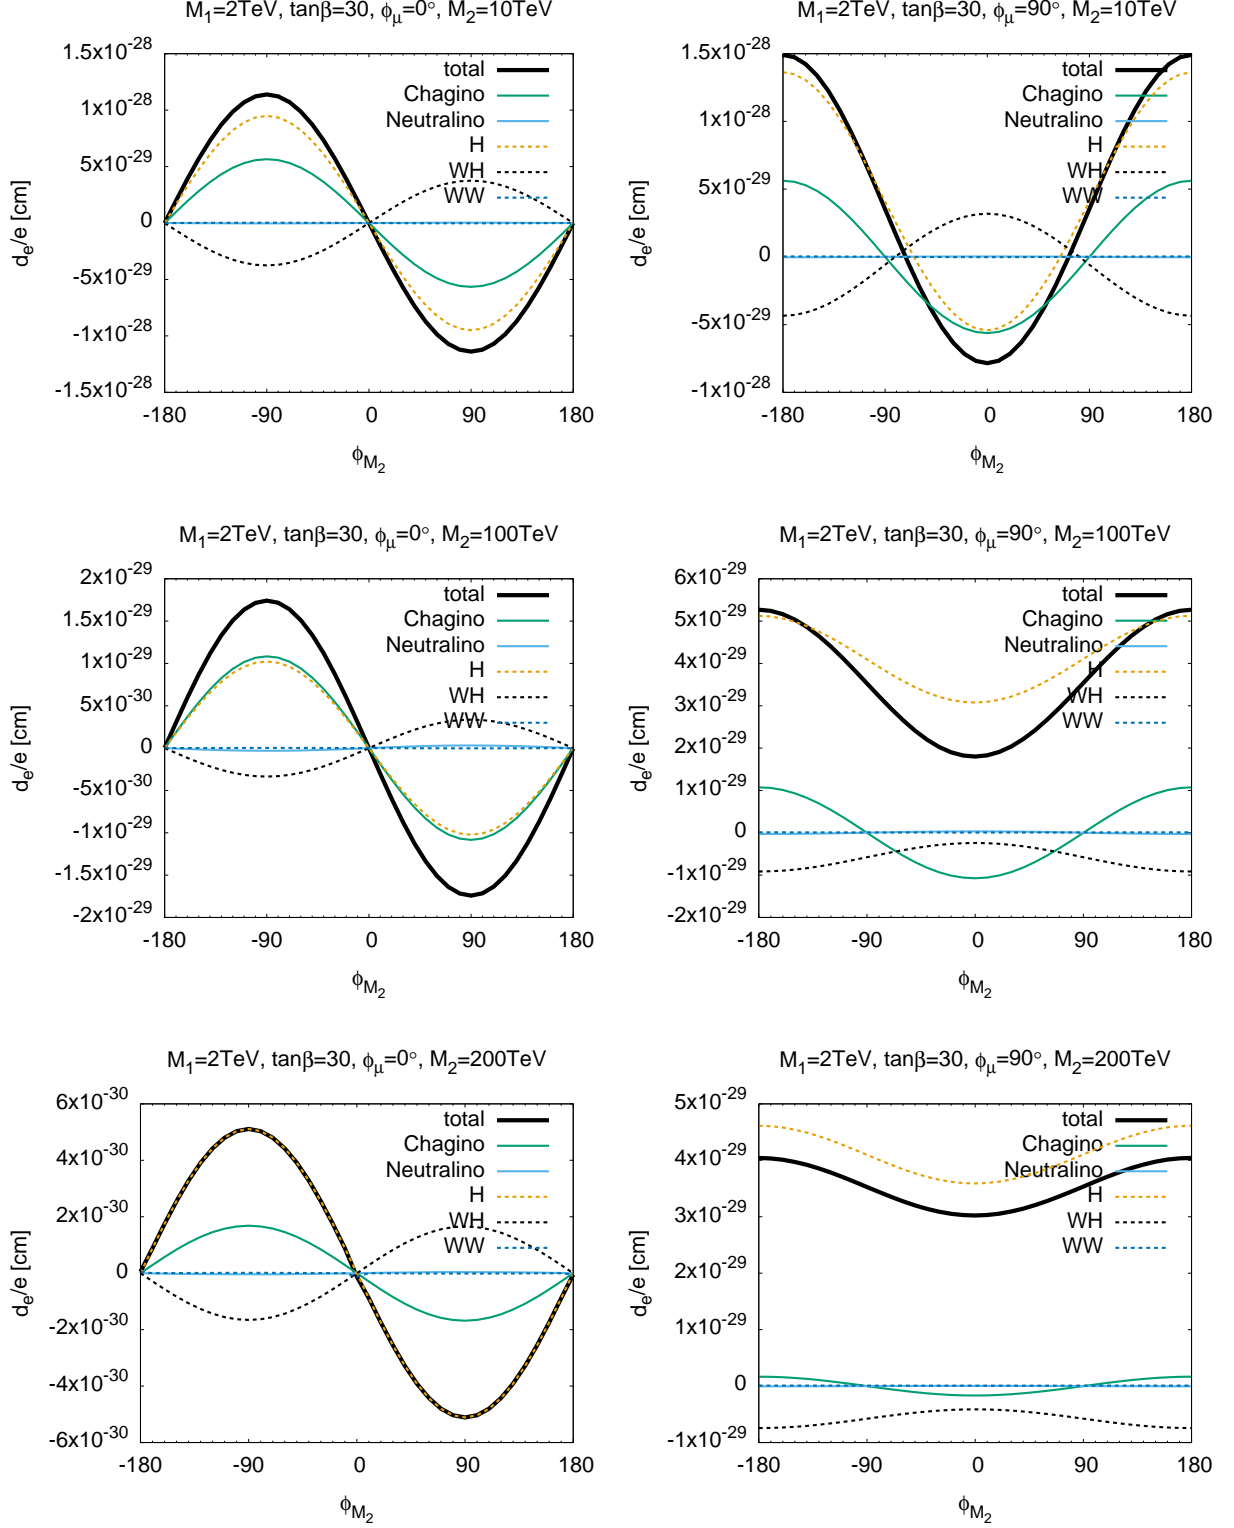 M₁=2TeV, tanβ=30, ϕμ=0°, M₂=10TeV
1.5x10⁻²⁸
1x10⁻²⁸
5x10⁻²⁹
0
-5x10⁻²⁹
-1x10⁻²⁸
-1.5x10⁻²⁸
dₑ/e [cm]
total
Chagino
Neutralino
H
WH
WW
-180 -90 0 90 180
ϕM₂
M₁=2TeV, tanβ=30, ϕμ=90°, M₂=10TeV
1.5x10⁻²⁸
1x10⁻²⁸
5x10⁻²⁹
0
-5x10⁻²⁹
-1x10⁻²⁸
dₑ/e [cm]
total
Chagino
Neutralino
H
WH
WW
-180 -90 0 90 180
ϕM₂
M₁=2TeV, tanβ=30, ϕμ=0°, M₂=100TeV
2x10⁻²⁹
1.5x10⁻²⁹
1x10⁻²⁹
5x10⁻³⁰
0
-5x10⁻³⁰
-1x10⁻²⁹
-1.5x10⁻²⁹
-2x10⁻²⁹
dₑ/e [cm]
total
Chagino
Neutralino
H
WH
WW
-180 -90 0 90 180
ϕM₂
M₁=2TeV, tanβ=30, ϕμ=90°, M₂=100TeV
6x10⁻²⁹
5x10⁻²⁹
4x10⁻²⁹
3x10⁻²⁹
2x10⁻²⁹
1x10⁻²⁹
0
-1x10⁻²⁹
-2x10⁻²⁹
dₑ/e [cm]
total
Chagino
Neutralino
H
WH
WW
-180 -90 0 90 180
ϕM₂
M₁=2TeV, tanβ=30, ϕμ=0°, M₂=200TeV
6x10⁻³⁰
4x10⁻³⁰
2x10⁻³⁰
0
-2x10⁻³⁰
-4x10⁻³⁰
-6x10⁻³⁰
dₑ/e [cm]
total
Chagino
Neutralino
H
WH
WW
-180 -90 0 90 180
ϕM₂
M₁=2TeV, tanβ=30, ϕμ=90°, M₂=200TeV
5x10⁻²⁹
4x10⁻²⁹
3x10⁻²⁹
2x10⁻²⁹
1x10⁻²⁹
0
-1x10⁻²⁹
dₑ/e [cm]
total
Chagino
Neutralino
H
WH
WW
-180 -90 0 90 180
ϕM₂